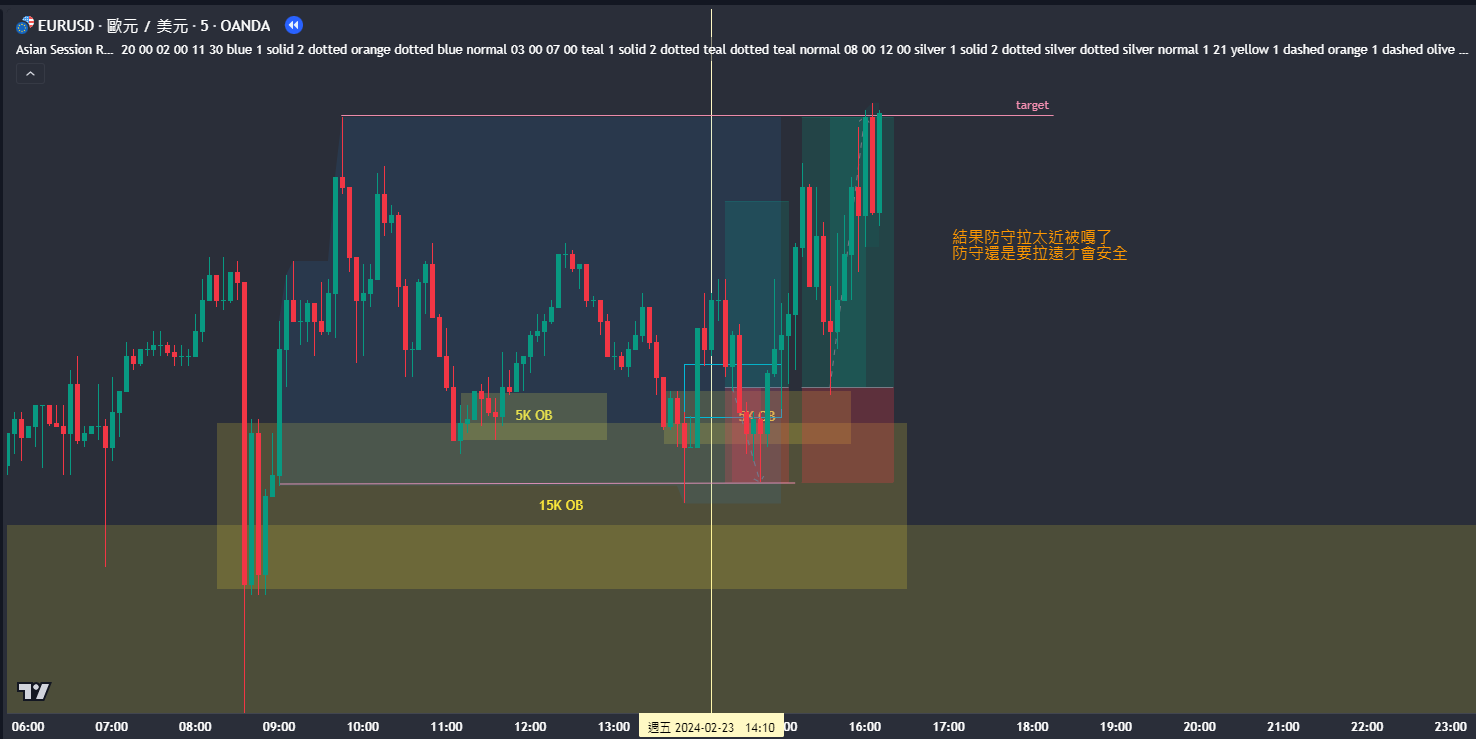 EURUSD · 歐元 / 美元 · 5 · OANDA
Asian Session R... 20 00 02 00 11 30 blue 1 solid 2 dotted orange dotted blue normal 03 00 07 00 teal 1 solid 2 dotted teal dotted teal normal 08 00 12 00 silver 1 solid 2 dotted silver dotted silver normal 1 21 yellow 1 dashed orange 1 dashed olive ...
target
結果防守拉太近被嘎了
防守還是要拉遠才會安全
5K OB
5K OB
15K OB
06:00 07:00 08:00 09:00 10:00 11:00 12:00 13:00 週五 2024-02-23 14:10 00 16:00 17:00 18:00 19:00 20:00 21:00 22:00 23:00